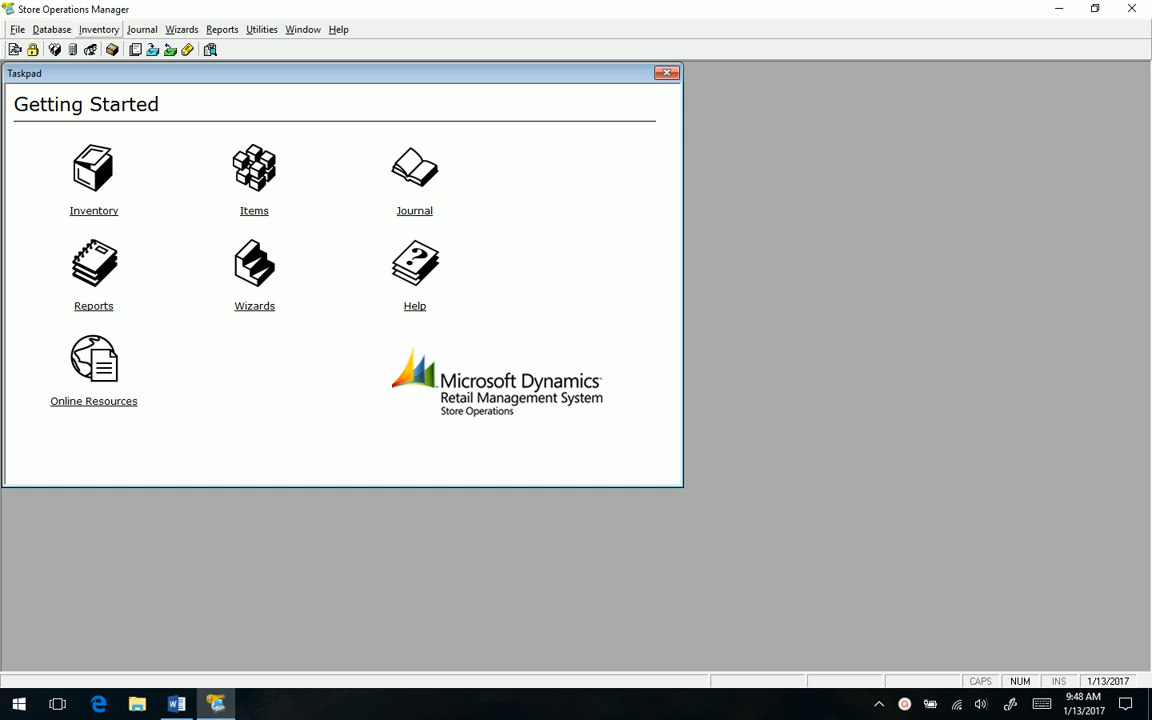 Store Operations Manager
File Database Inventory Journal Wizards Reports Utilities Window Help
Taskpad
Getting Started
Inventory Items Journal
Reports Wizards Help
Online Resources
Microsoft Dynamics™
Retail Management System
Store Operations
CAPS NUM INS 1/13/2017
9:48 AM
1/13/2017